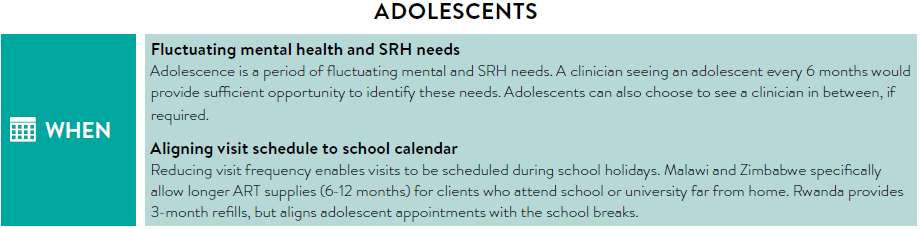 ADOLESCENTS
WHEN
Fluctuating mental health and SRH needs
Adolescence is a period of fluctuating mental and SRH needs. A clinician seeing an adolescent every 6 months would
provide sufficient opportunity to identify these needs. Adolescents can also choose to see a clinician in between, if
required.
Aligning visit schedule to school calendar
Reducing visit frequency enables visits to be scheduled during school holidays. Malawi and Zimbabwe specifically
allow longer ART supplies (6-12 months) for clients who attend school or university far from home. Rwanda provides
3-month refills, but aligns adolescent appointments with the school breaks.